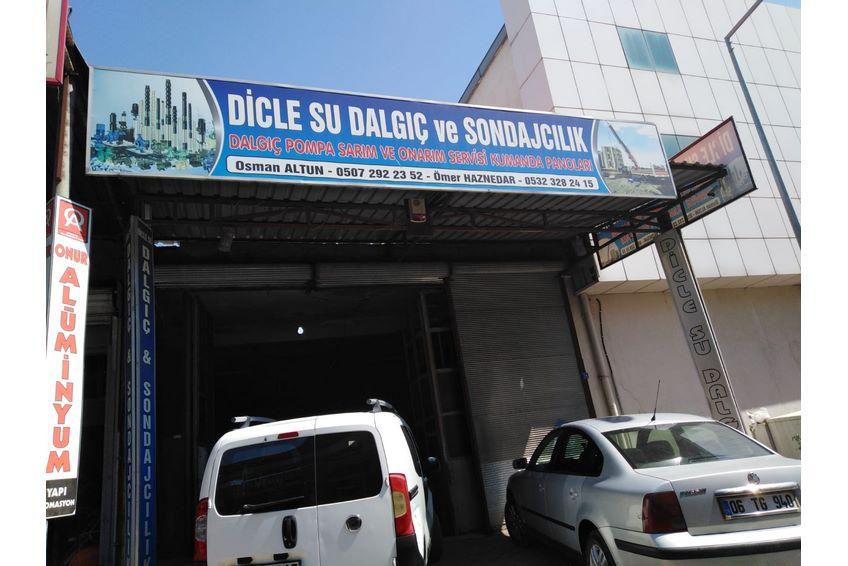 DİCLE SU DALGIÇ ve SONDAJCILIK
DALGIÇ POMPA SARIM VE ONARIM SERVİSİ KUMANDA PANOLARI
Osman ALTUN - 0507 292 23 52 - Ömer HAZNEDAR - 0532 328 24 15
ONUR
ALÜMİNYUM
YAPI
DALGIÇ & SONDAJCILIK
DİCLE SU DALG
06 TG 940